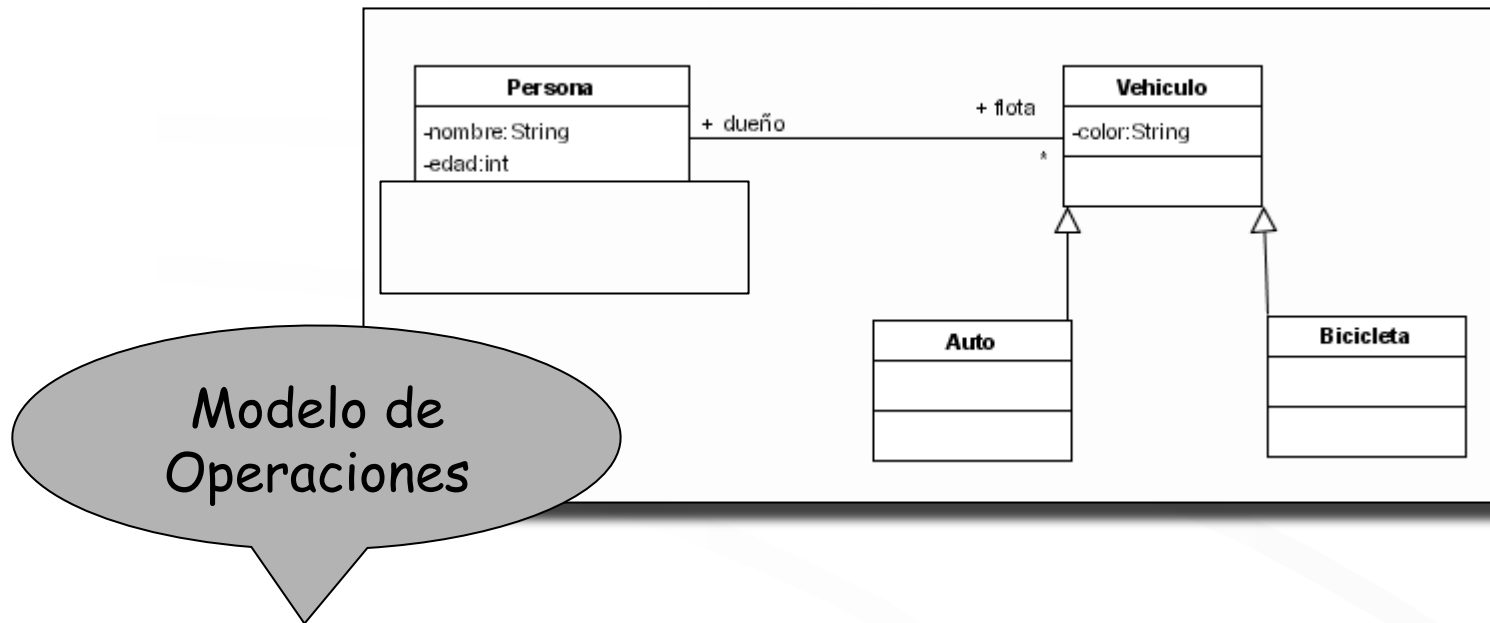 Persona
-nombre:String
-edad:int
+ dueño
+ flota
*
Vehiculo
-color:String
Auto
Bicicleta
Modelo de
Operaciones